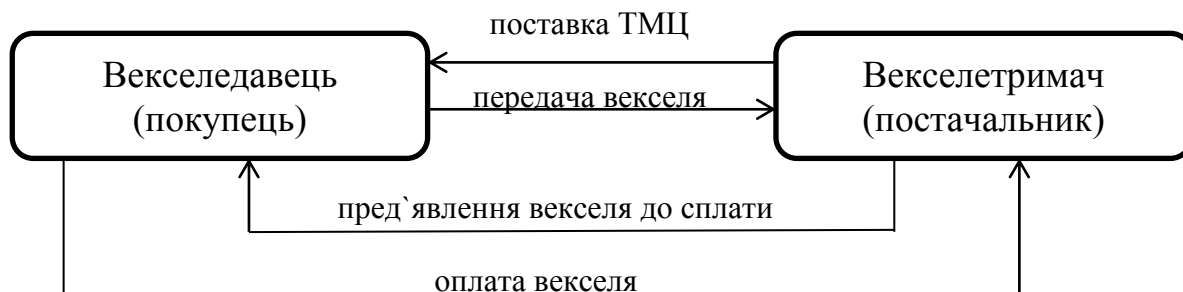 поставка ТМЦ
Векселедавець
(покупець)
передача векселя
Векселетримач
(постачальник)
пред`явлення векселя до сплати
оплата векселя